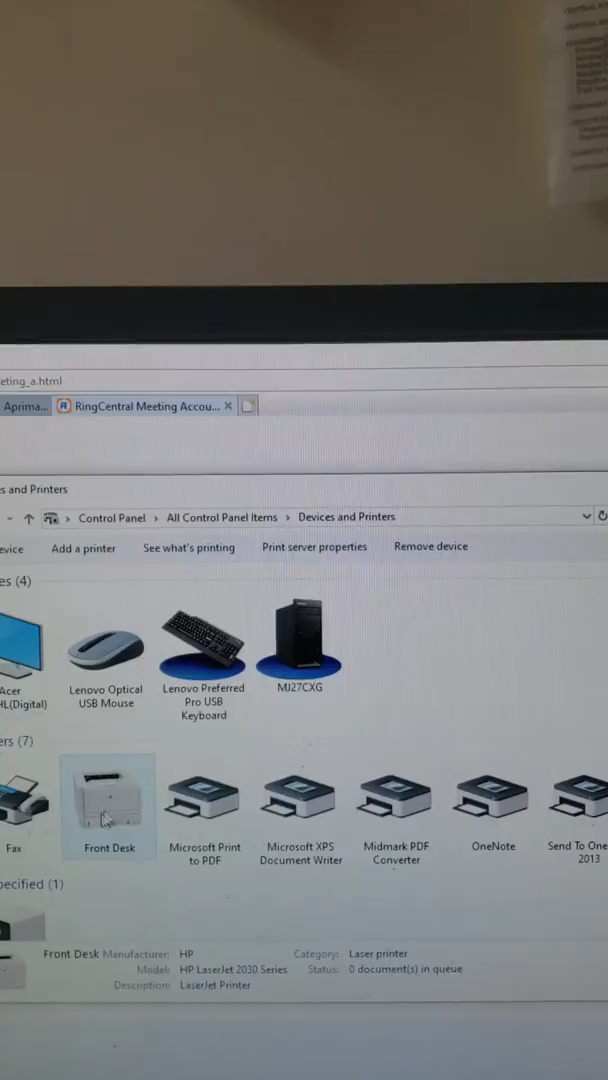 eting_a.html
Aprima...
RingCentral Meeting Accou...
s and Printers
Control Panel
All Control Panel Items
Devices and Printers
evice
Add a printer
See what's printing
Print server properties
Remove device
es (4)
Acer
HL(Digital)
Lenovo Optical
USB Mouse
Lenovo Preferred
Pro USB
Keyboard
MJ27CXG
ers (7)
Fax
Front Desk
Microsoft Print
to PDF
Microsoft XPS
Document Writer
Midmark PDF
Converter
OneNote
Send To One
2013
pecified (1)
Front Desk
Manufacturer: HP
Category: Laser printer
Model: HP LaserJet 2030 Series
Status: 0 document(s) in queue
Description: LaserJet Printer